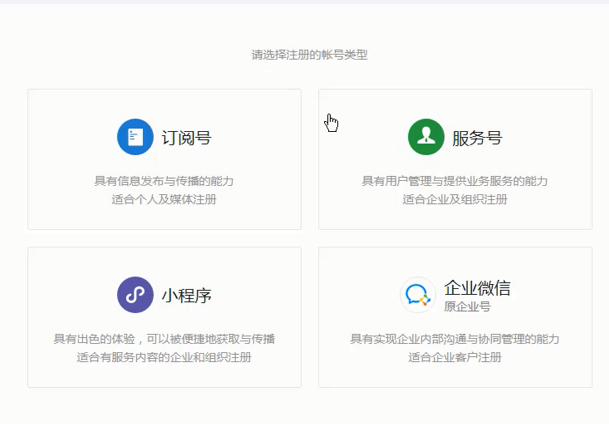 请选择注册的帐号类型
订阅号
具有信息发布与传播的能力
适合个人及媒体注册
服务号
具有用户管理与提供业务服务的能力
适合企业及组织注册
小程序
具有出色的体验，可以被便捷地获取与传播
适合有服务内容的企业和组织注册
企业微信
原企业号
具有实现企业内部沟通与协同管理的能力
适合企业客户注册